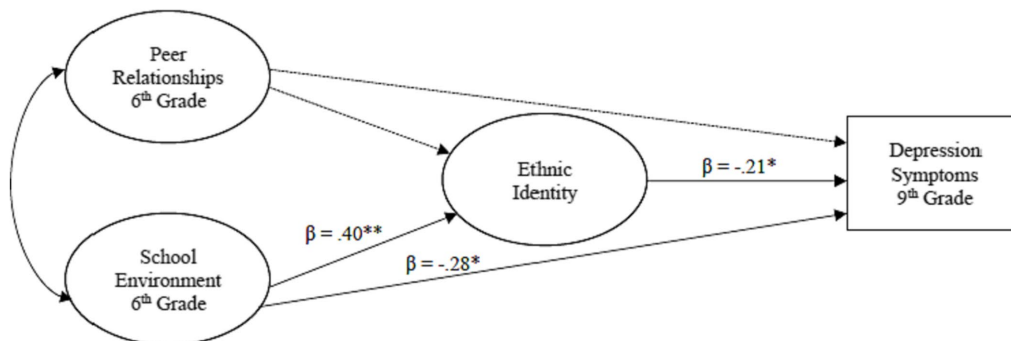 Peer
Relationships
6th Grade
Ethnic
Identity
β = -.21*
Depression
Symptoms
9th Grade
β = .40**
β = -.28*
School
Environment
6th Grade